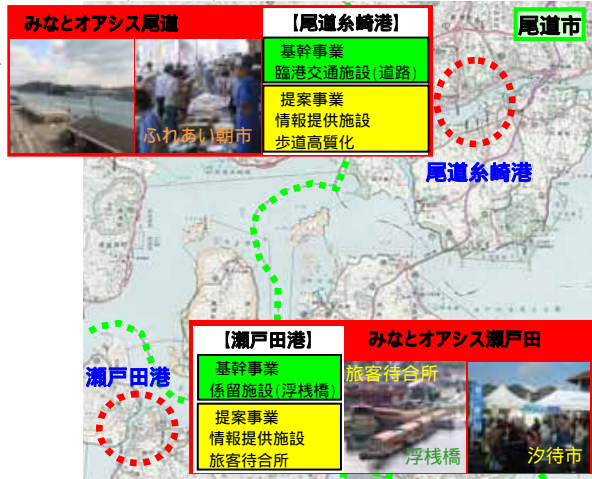 みなとオアシス尾道
【尾道糸崎港】
基幹事業
臨港交通施設(道路)
提案事業
情報提供施設
歩道高質化
ふれあい朝市
尾道市
尾道糸崎港
瀬戸田港
【瀬戸田港】
基幹事業
係留施設(浮桟橋)
提案事業
情報提供施設
旅客待合所
みなとオアシス瀬戸田
旅客待合所
浮桟橋
汐待市